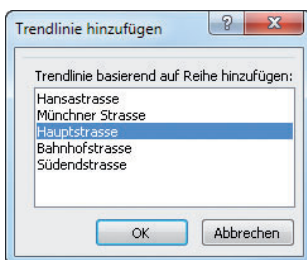 Trendlinie hinzufügen
Trendlinie basierend auf Reihe hinzufügen:
Hansastrasse
Münchner Strasse
Hauptstrasse
Bahnhofstrasse
Südendstrasse
OK
Abbrechen